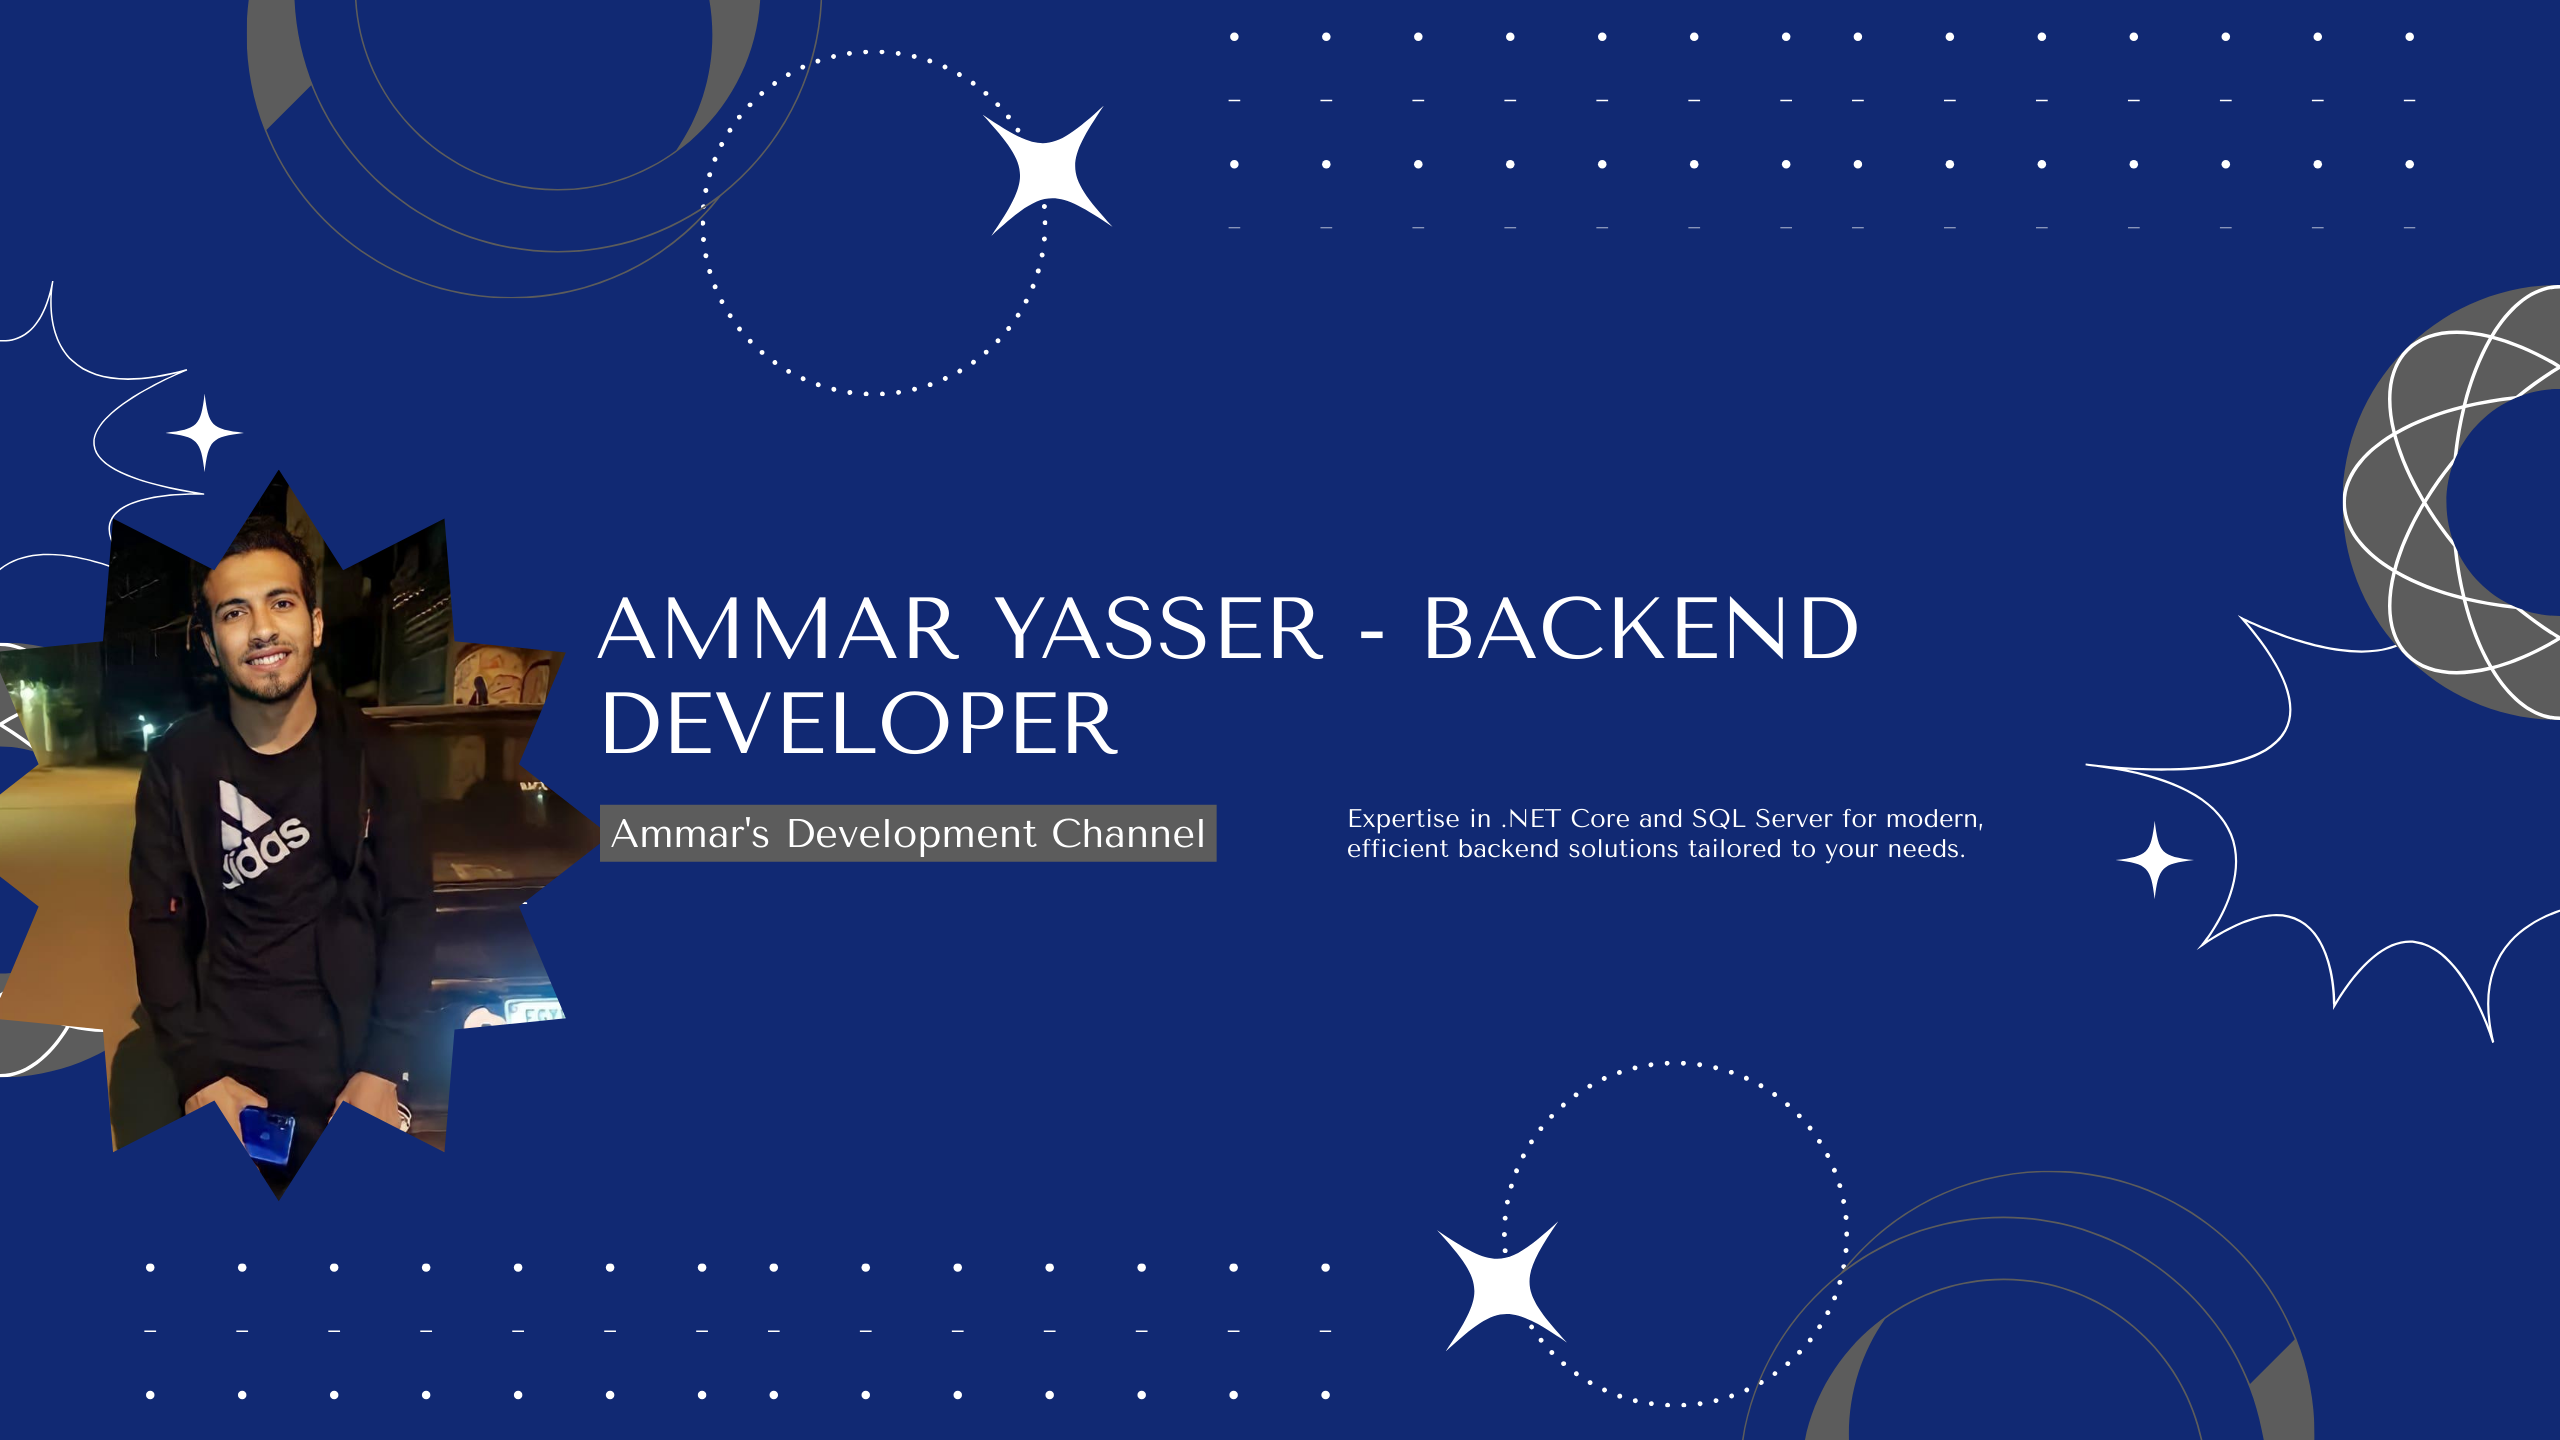 AMMAR YASSER - BACKEND
DEVELOPER
Ammar's Development Channel
Expertise in .NET Core and SQL Server for modern,
efficient backend solutions tailored to your needs.
adidas